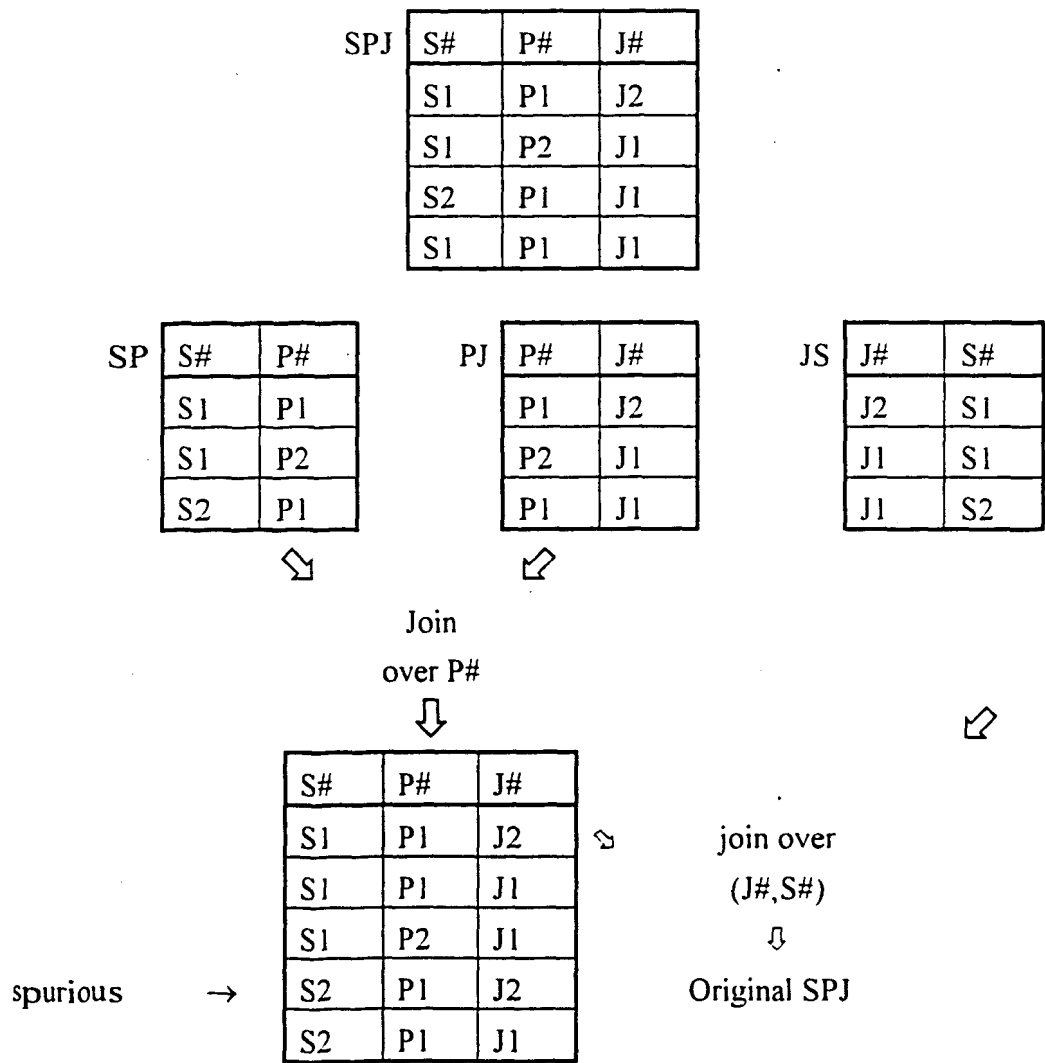 SPJ S# P# J#
S1 P1 J2
S1 P2 J1
S2 P1 J1
S1 P1 J1
SP S# P#
S1 P1
S1 P2
S2 P1
PJ P# J#
P1 J2
P2 J1
P1 J1
JS J# S#
J2 S1
J1 S1
J1 S2
Join
over P#
S# P# J#
S1 P1 J2
S1 P1 J1
S1 P2 J1
spurious → S2 P1 J2
S2 P1 J1
join over
(J#,S#)
Original SPJ